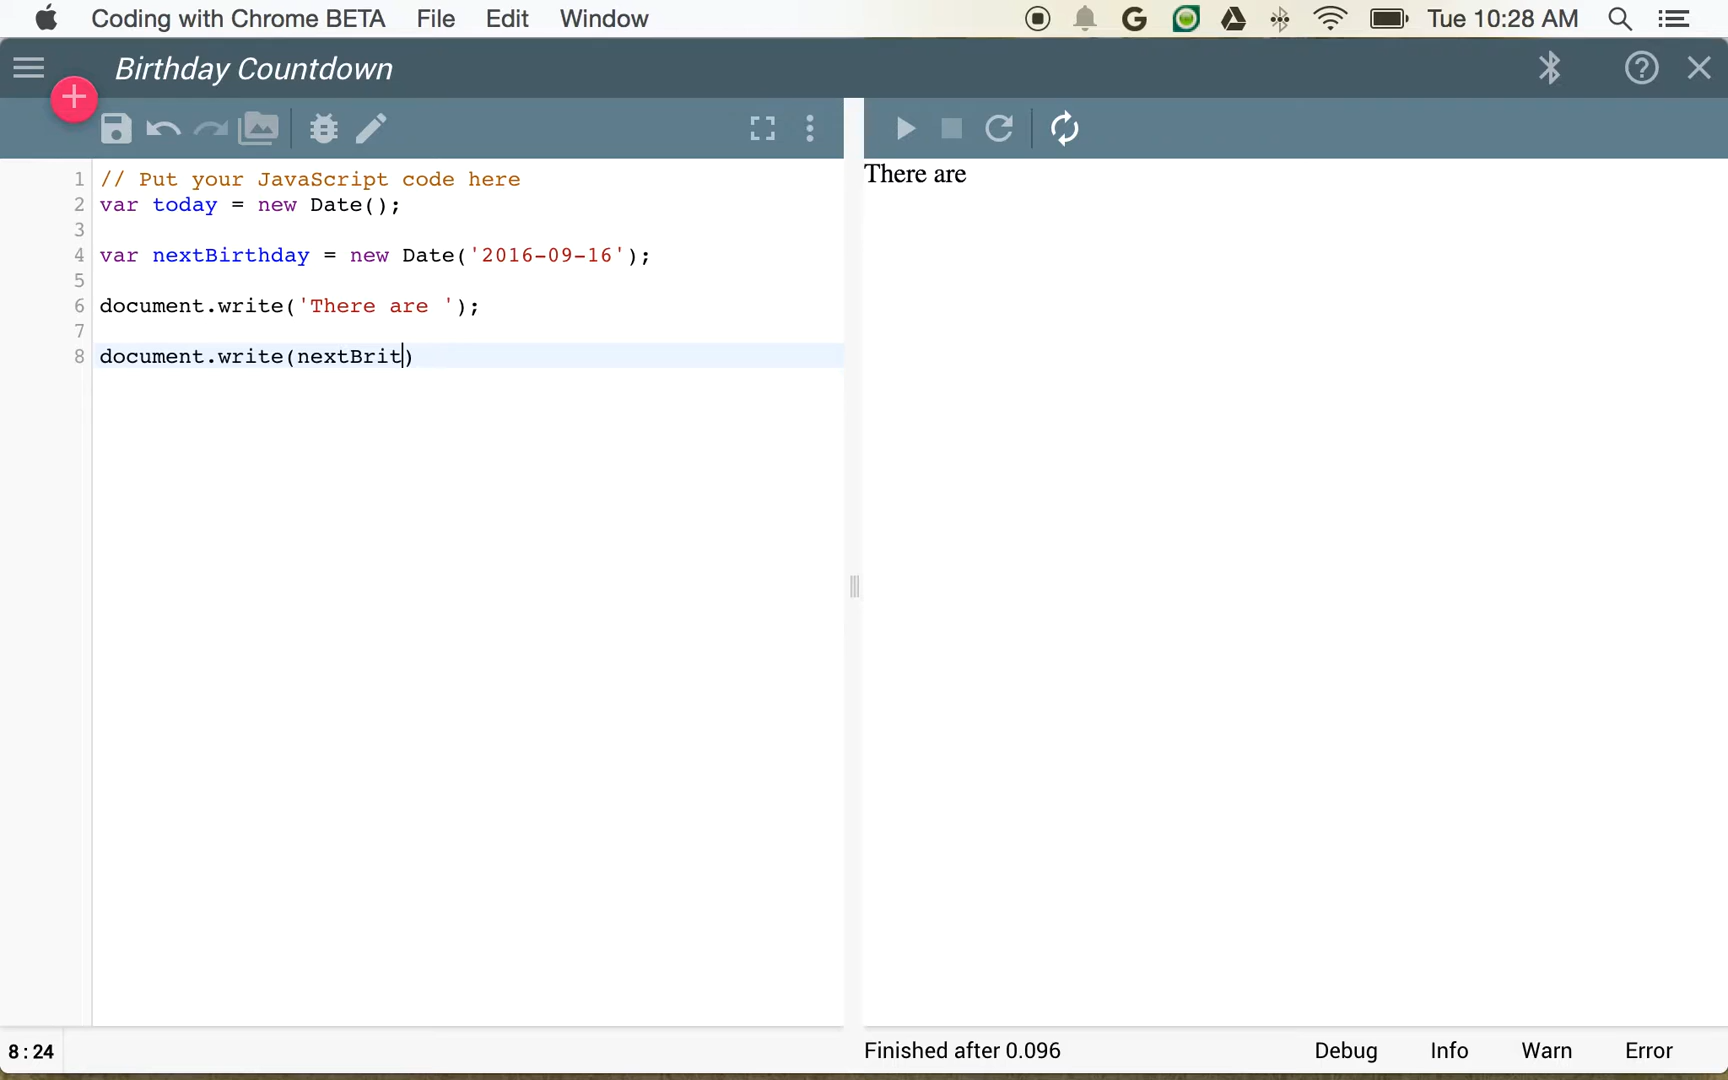 Coding with Chrome BETA File Edit Window Tue 10:28 AM
Birthday Countdown
1 // Put your JavaScript code here
2 var today = new Date();
3
4 var nextBirthday = new Date('2016-09-16');
5
6 document.write('There are ');
7
8 document.write(nextBrit)
There are
8:24
Finished after 0.096 Debug Info Warn Error